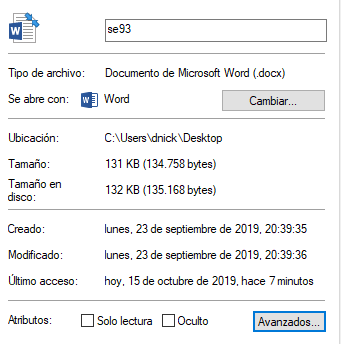 se93
Tipo de archivo: Documento de Microsoft Word (.docx)
Se abre con: Word Cambiar...
Ubicación: C:\Users\dnick\Desktop
Tamaño: 131 KB (134.758 bytes)
Tamaño en disco: 132 KB (135.168 bytes)
Creado: lunes, 23 de septiembre de 2019, 20:39:35
Modificado: lunes, 23 de septiembre de 2019, 20:39:36
Último acceso: hoy, 15 de octubre de 2019, hace 7 minutos
Atributos: Solo lectura Oculto Avanzados...